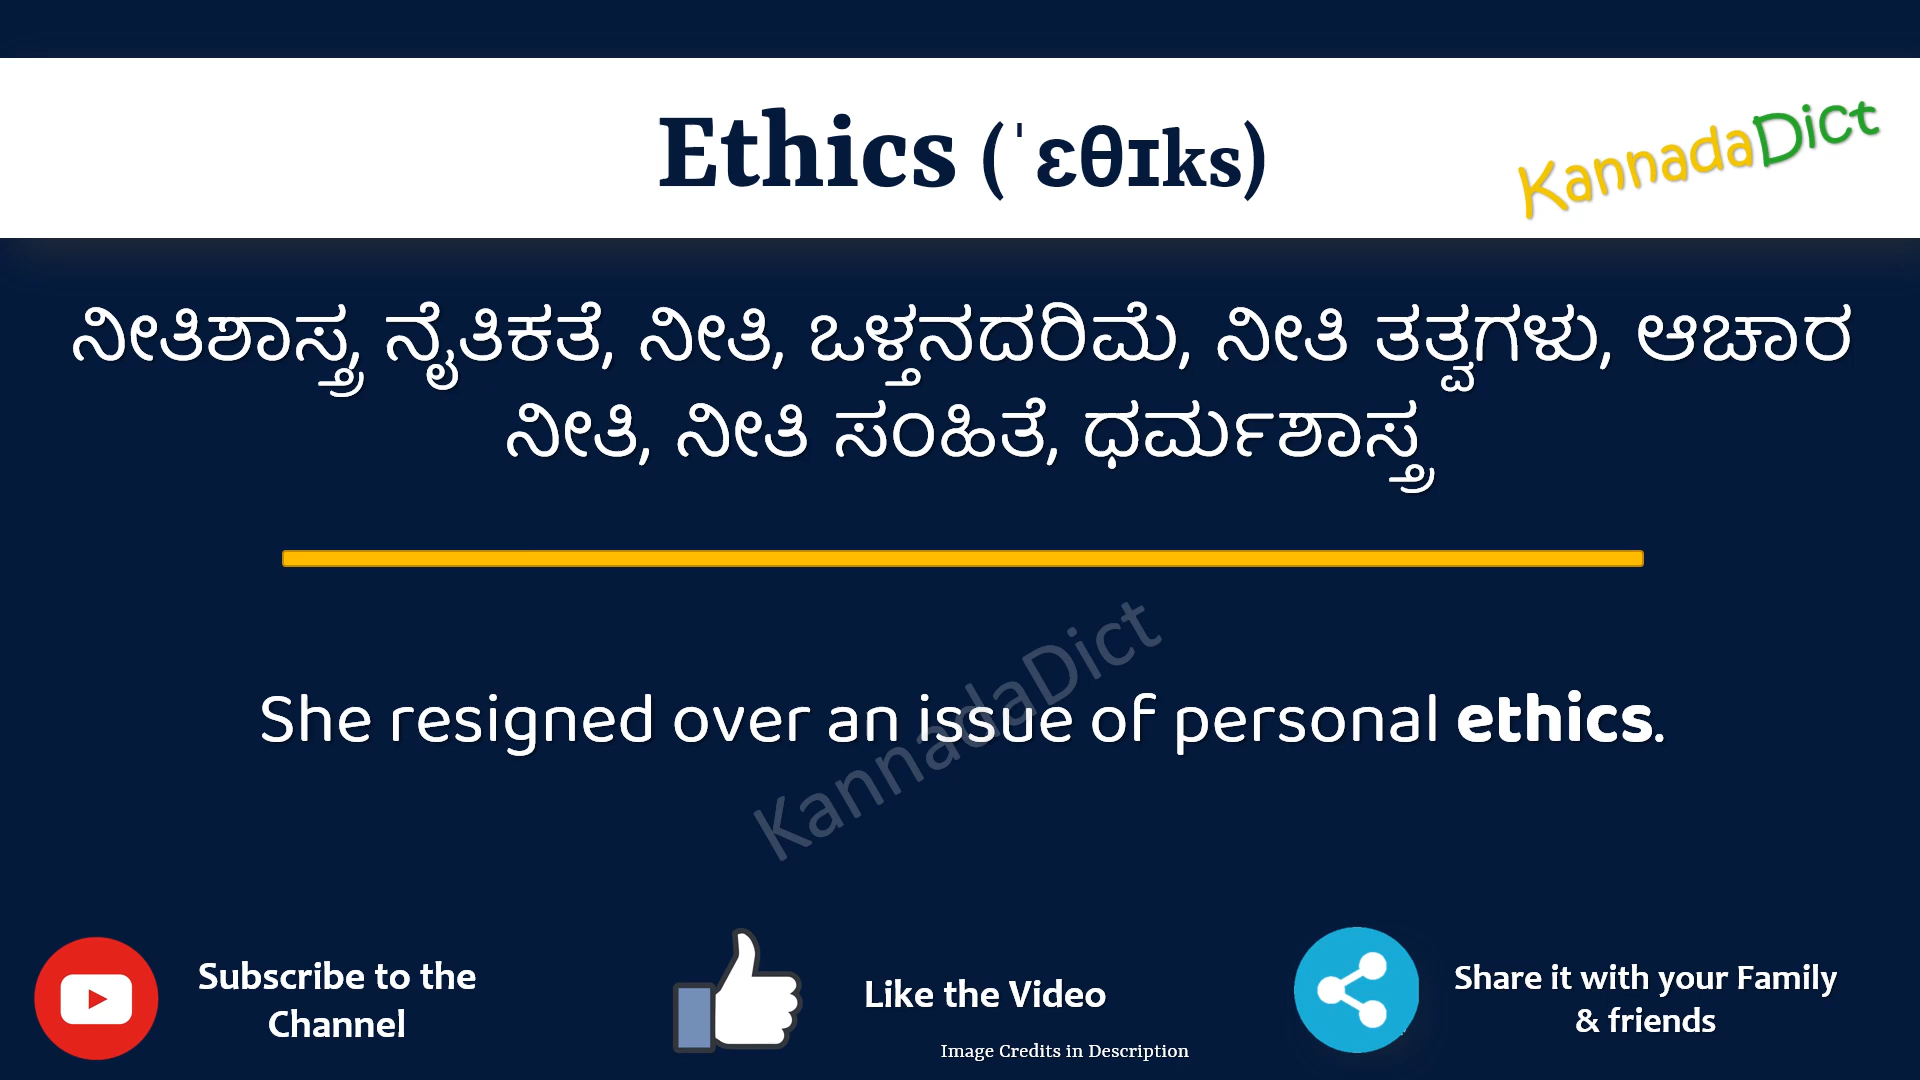 Ethics (ˈɛθɪks)
KannadaDict
ನೀತಿಶಾಸ್ತ್ರ, ನೈತಿಕತೆ, ನೀತಿ, ಒಳ್ತನದರಿಮೆ, ನೀತಿ ತತ್ವಗಳು, ಆಚಾರ
ನೀತಿ, ನೀತಿ ಸಂಹಿತೆ, ಧರ್ಮಶಾಸ್ತ್ರ
She resigned over an issue of personal ethics.
KannadaDict
Subscribe to the
Channel
Like the Video
Share it with your Family
& friends
Image Credits in Description